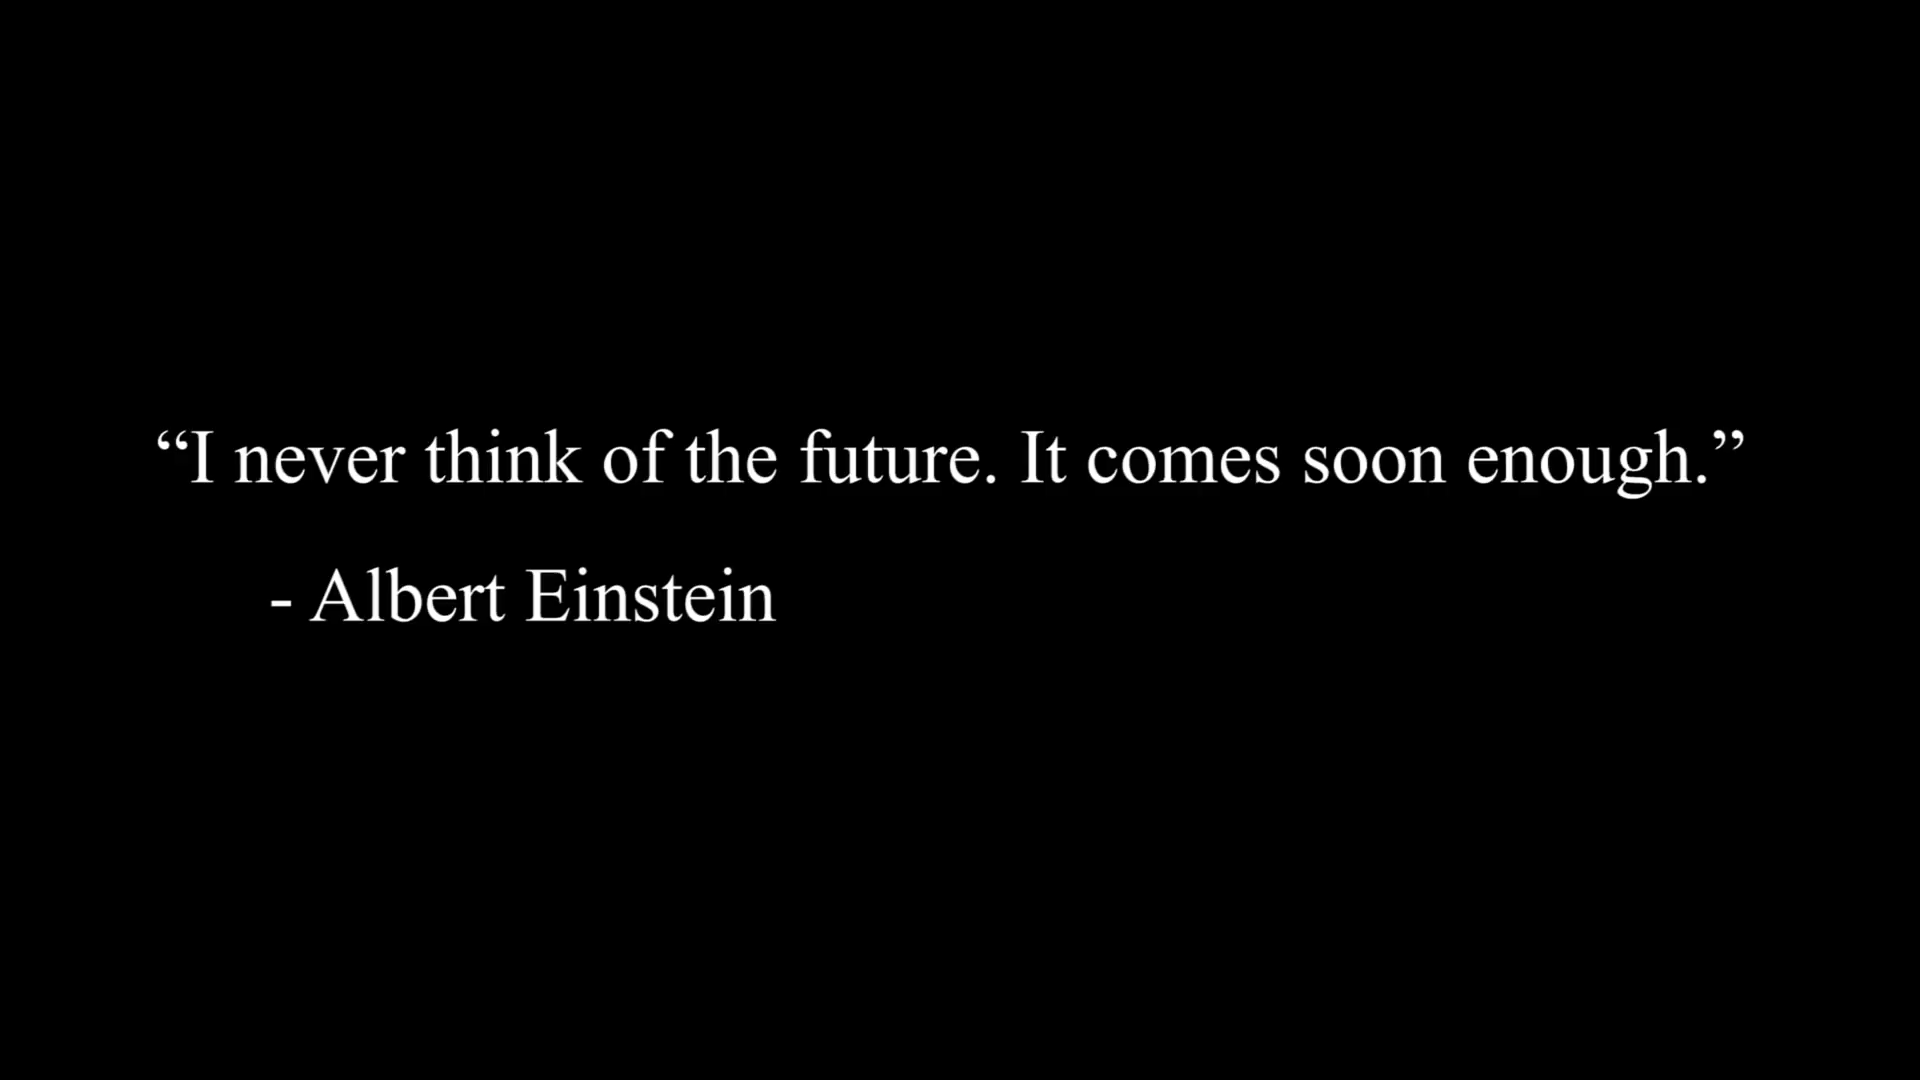 “I never think of the future. It comes soon enough.”
- Albert Einstein